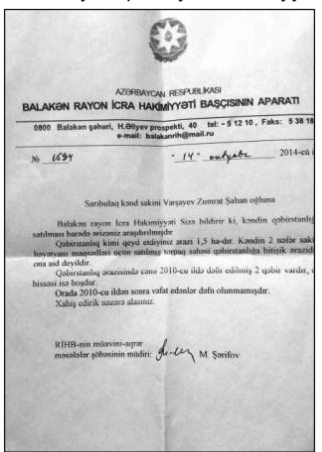 AZƏRBAYCAN RESPUBLİKASI
BALAKƏN RAYON İCRA HAKİMİYYƏTİ BAŞÇISININ APARATI
0800 Balakən şəhəri, H.Əliyev prospekti, 40 tel: - 5 12 10, Faks: 5 38 18
e-mail: balakanrih@mail.ru
№ "14" oktyabr 2014-cü i
Sarıbulaq kənd sakini Varşayev Zumrat Şaban oğluna
Balakən rayon İcra Hakimiyyəti Sizə bildirir ki, kəndin qəbirstanlığ
satılması barədə ərizəniz araşdırılmışdır
Qəbirstanlıq kimi qeyd etdiyiniz ərazi 1,5 ha-dır. Kəndin 2 nəfər saki
həyətyanı məqsədləri üçün satılmış torpaq sahəsi qəbirstanlığa bitişik ərazidi
ona aid deyildir.
Qəbirstanlıq ərazisində cəmi 2010-cu ildə dəfn edilmiş 2 qəbir vardır,
hissəsi isə boşdur.
Orada 2010-cu ildən sonra vəfat edənlər dəfn olunmamışdır.
Xahiş edirik nəzərə alasınız.
RİHB-nin müavini-aqrar
məsələlər şöbəsinin müdiri: M. Şərifov